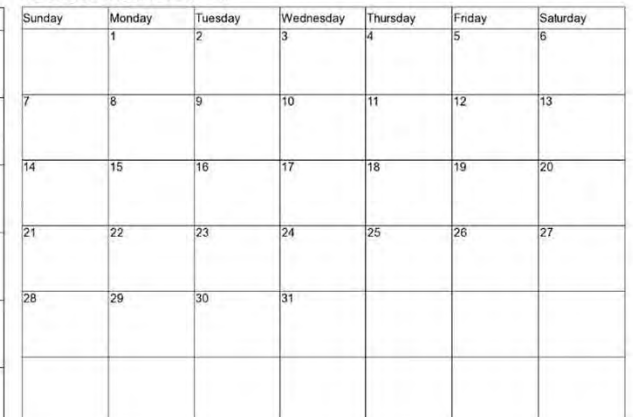 Sunday Monday Tuesday Wednesday Thursday Friday Saturday
1 2 3 4 5 6
7 8 9 10 11 12 13
14 15 16 17 18 19 20
21 22 23 24 25 26 27
28 29 30 31